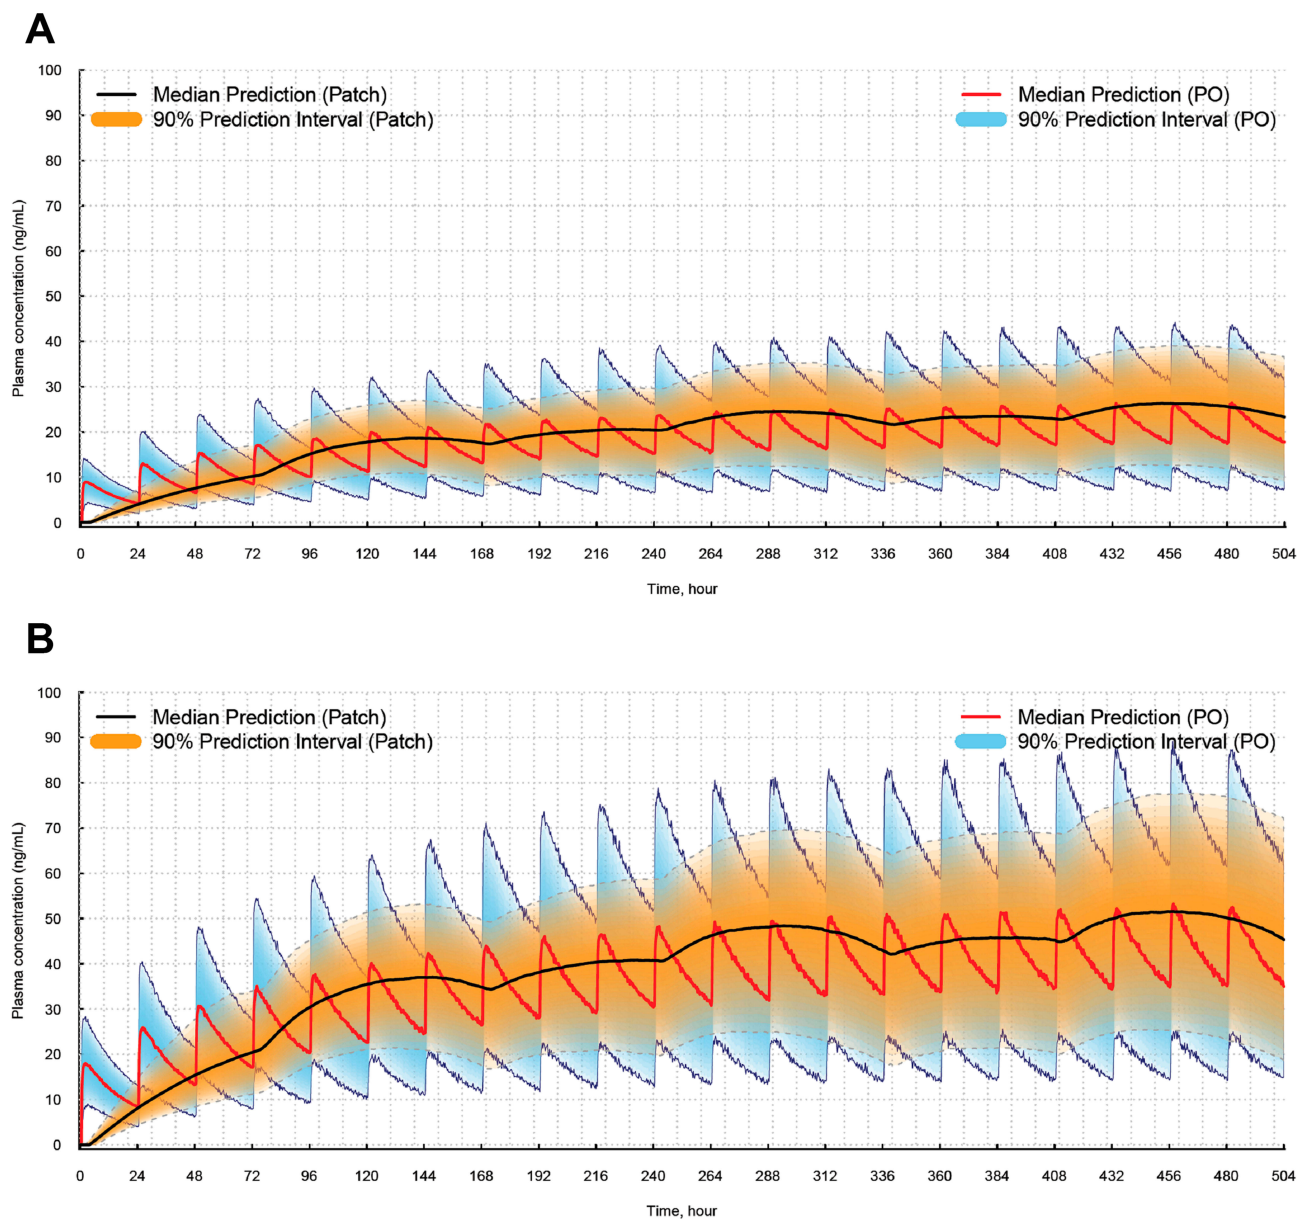 A
100
Median Prediction (Patch) Median Prediction (PO)
90 90% Prediction Interval (Patch) 90% Prediction Interval (PO)
80
70
60
50
40
30
20
10
0
Plasma concentration (ng/mL)
0 24 48 72 96 120 144 168 192 216 240 264 288 312 336 360 384 408 432 456 480 504
Time, hour
B
100
Median Prediction (Patch) Median Prediction (PO)
90 90% Prediction Interval (Patch) 90% Prediction Interval (PO)
80
70
60
50
40
30
20
10
0
Plasma concentration (ng/mL)
0 24 48 72 96 120 144 168 192 216 240 264 288 312 336 360 384 408 432 456 480 504
Time, hour